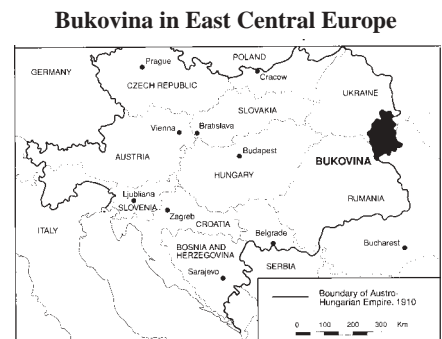 Bukovina in East Central Europe
POLAND
Prague
GERMANY
Cracow
CZECH REPUBLIC
UKRAINE
SLOVAKIA
Vienna
Bratislava
Budapest
AUSTRIA
BUKOVINA
HUNGARY
Ljubliana
SLOVENIA
RUMANIA
Zagreb
CROATIA
ITALY
Belgrade
BOSNIA AND
HERZEGOVINA
Bucharest
SERBIA
Sarajevo
Boundary of Austro-
Hungarian Empire, 1910
0 100 200 300 Km